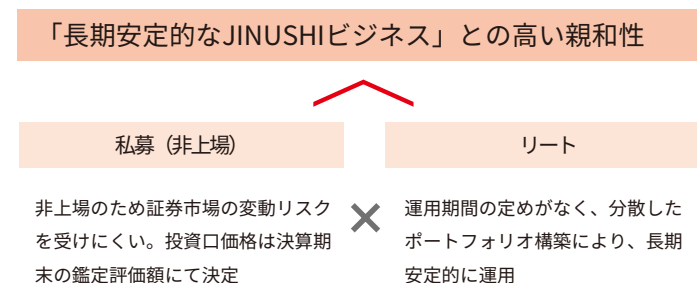 「長期安定的なJINUSHIビジネス」との高い親和性
私募（非上場）
非上場のため証券市場の変動リスク
を受けにくい。投資口価格は決算期
末の鑑定評価額にて決定
×
リート
運用期間の定めがなく、分散した
ポートフォリオ構築により、長期
安定的に運用